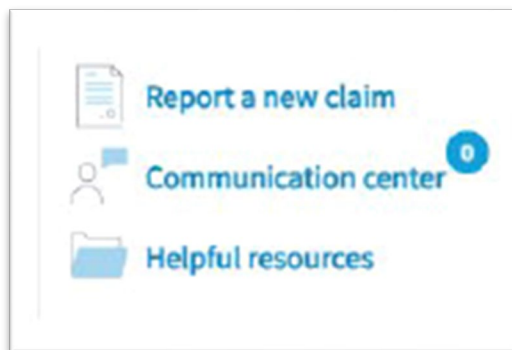 Report a new claim
0
Communication center
Helpful resources